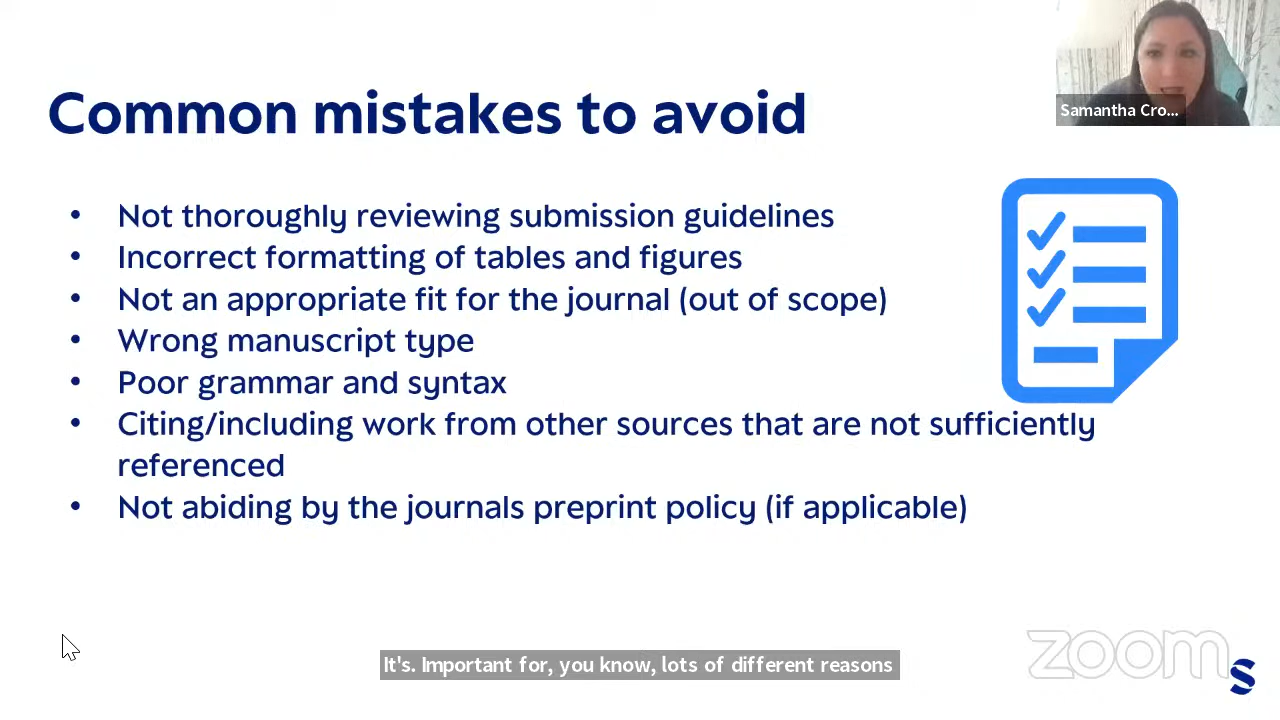 Samantha Cro...
Common mistakes to avoid
• Not thoroughly reviewing submission guidelines
• Incorrect formatting of tables and figures
• Not an appropriate fit for the journal (out of scope)
• Wrong manuscript type
• Poor grammar and syntax
• Citing/including work from other sources that are not sufficiently
referenced
• Not abiding by the journals preprint policy (if applicable)
It's. Important for, you know, lots of different reasons
zoom
S